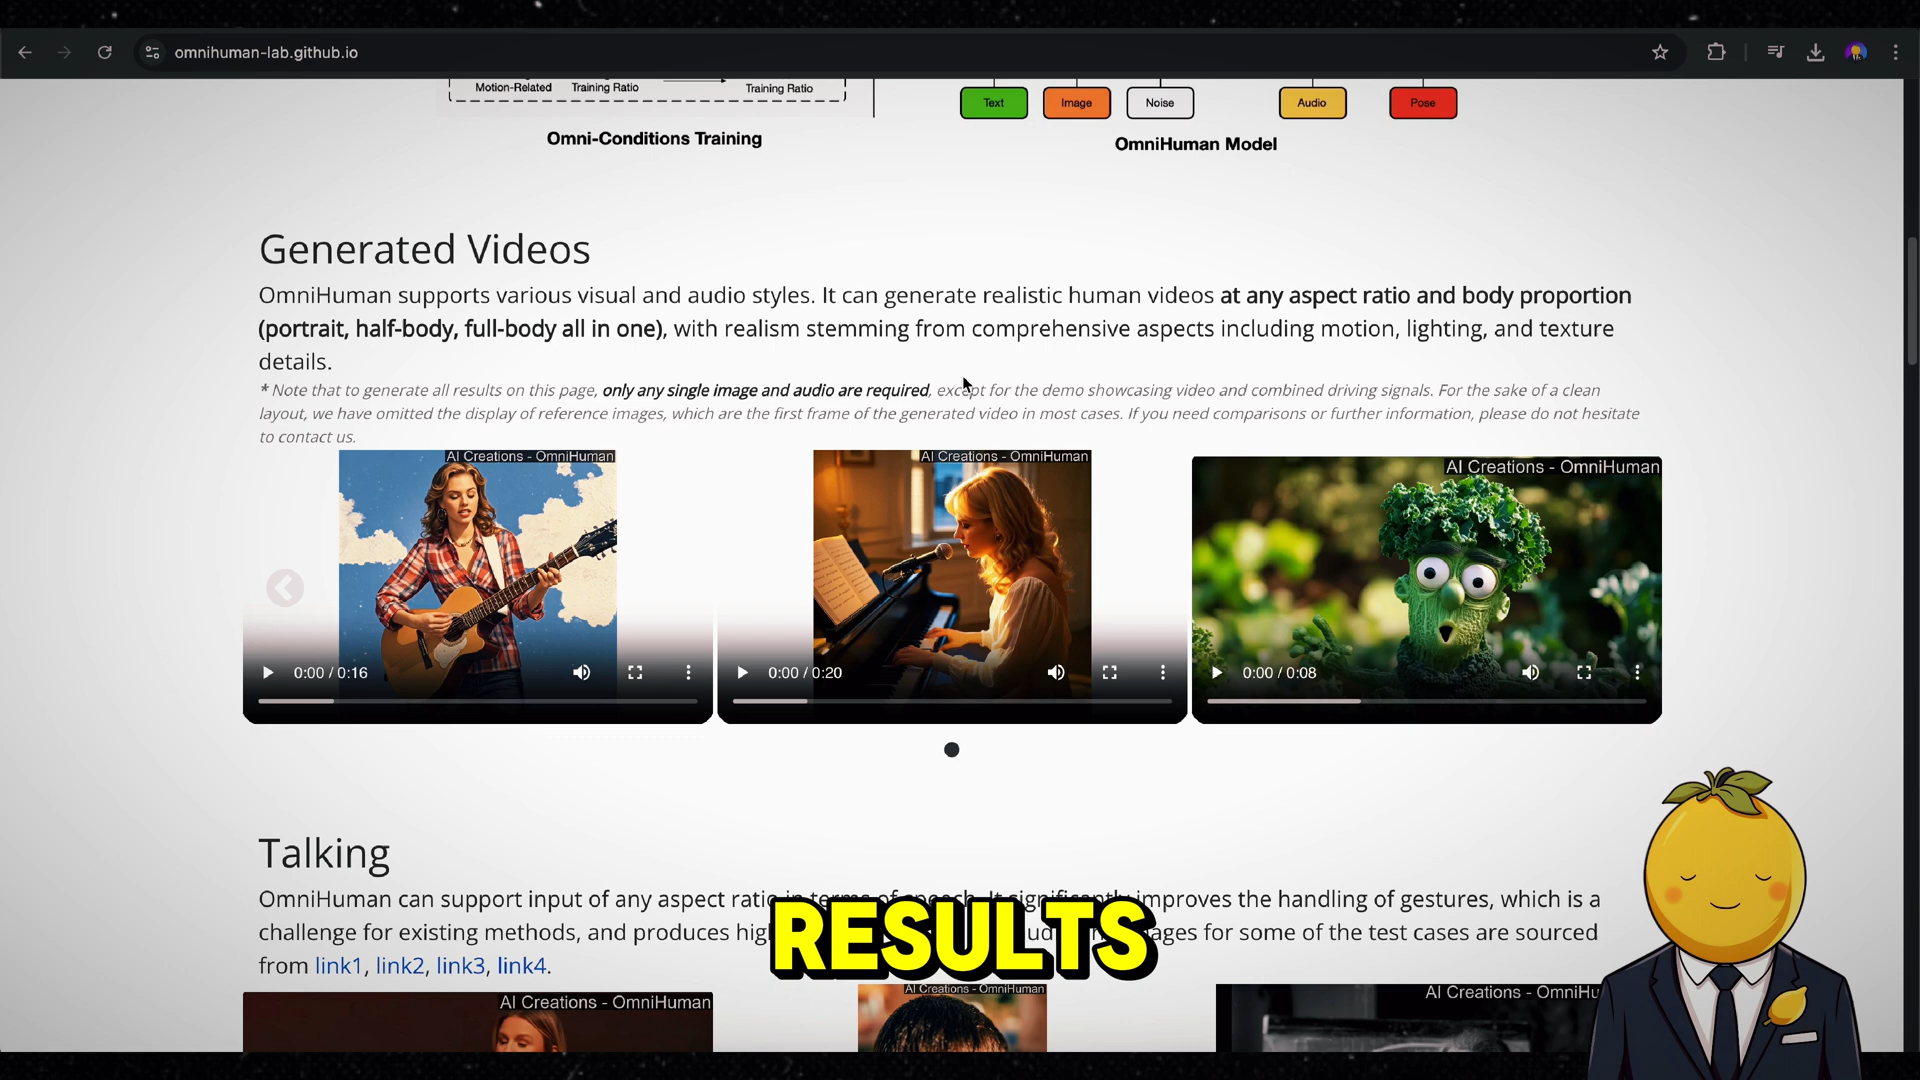 omnihuman-lab.github.io
Motion-Related Training Ratio Training Ratio
Text Image Noise Audio Pose
Omni-Conditions Training
OmniHuman Model
Generated Videos
OmniHuman supports various visual and audio styles. It can generate realistic human videos at any aspect ratio and body proportion
(portrait, half-body, full-body all in one), with realism stemming from comprehensive aspects including motion, lighting, and texture
details.
* Note that to generate all results on this page, only any single image and audio are required, except for the demo showcasing video and combined driving signals. For the sake of a clean
layout, we have omitted the display of reference images, which are the first frame of the generated video in most cases. If you need comparisons or further information, please do not hesitate
to contact us.
AI Creations - OmniHuman
AI Creations - OmniHuman
AI Creations - OmniHuman
0:00 / 0:16
0:00 / 0:20
0:00 / 0:08
Talking
OmniHuman can support input of any aspect ratio in terms of speech. It significantly improves the handling of gestures, which is a
challenge for existing methods, and produces hig ages for some of the test cases are sourced
from link1, link2, link3, link4.
RESULTS
AI Creations - OmniHuman
AI Creations - OmniHuman
AI Creations - OmniHu